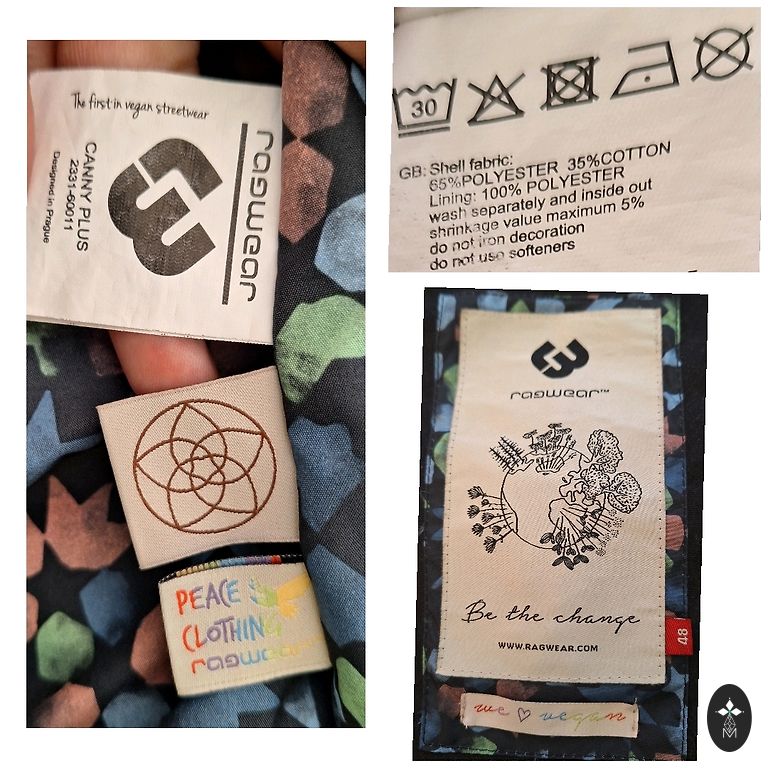 The first in vegan streetwear
ragwear
CANNY PLUS
2331-60011
Designed in Prague
PEACE
CLOTHING
ragwear
30
GB: Shell fabric:
65%POLYESTER 35%COTTON
Lining: 100% POLYESTER
wash separately and inside out
shrinkage value maximum 5%
do not iron decoration
do not use softeners
ragwear™
Be the change
WWW.RAGWEAR.COM
48
we ♡ vegan
M